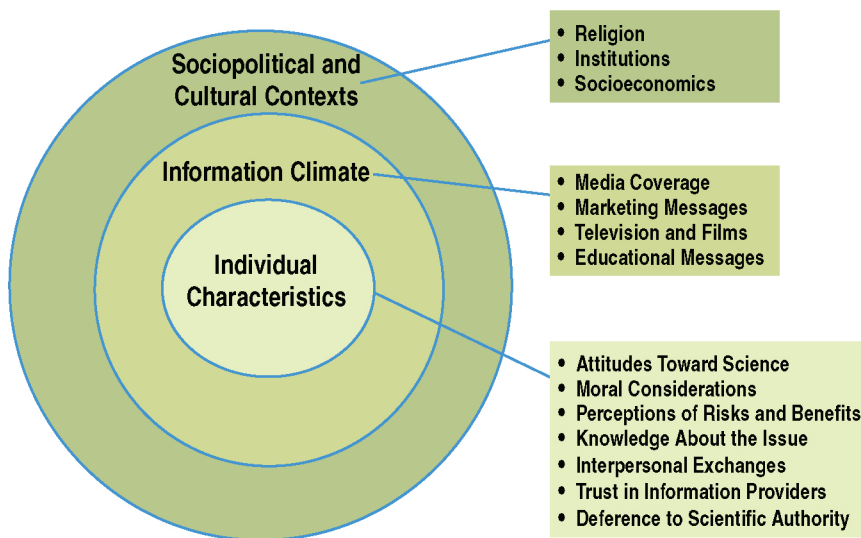 Sociopolitical and
Cultural Contexts
• Religion
• Institutions
• Socioeconomics
Information Climate
• Media Coverage
• Marketing Messages
• Television and Films
• Educational Messages
Individual
Characteristics
• Attitudes Toward Science
• Moral Considerations
• Perceptions of Risks and Benefits
• Knowledge About the Issue
• Interpersonal Exchanges
• Trust in Information Providers
• Deference to Scientific Authority